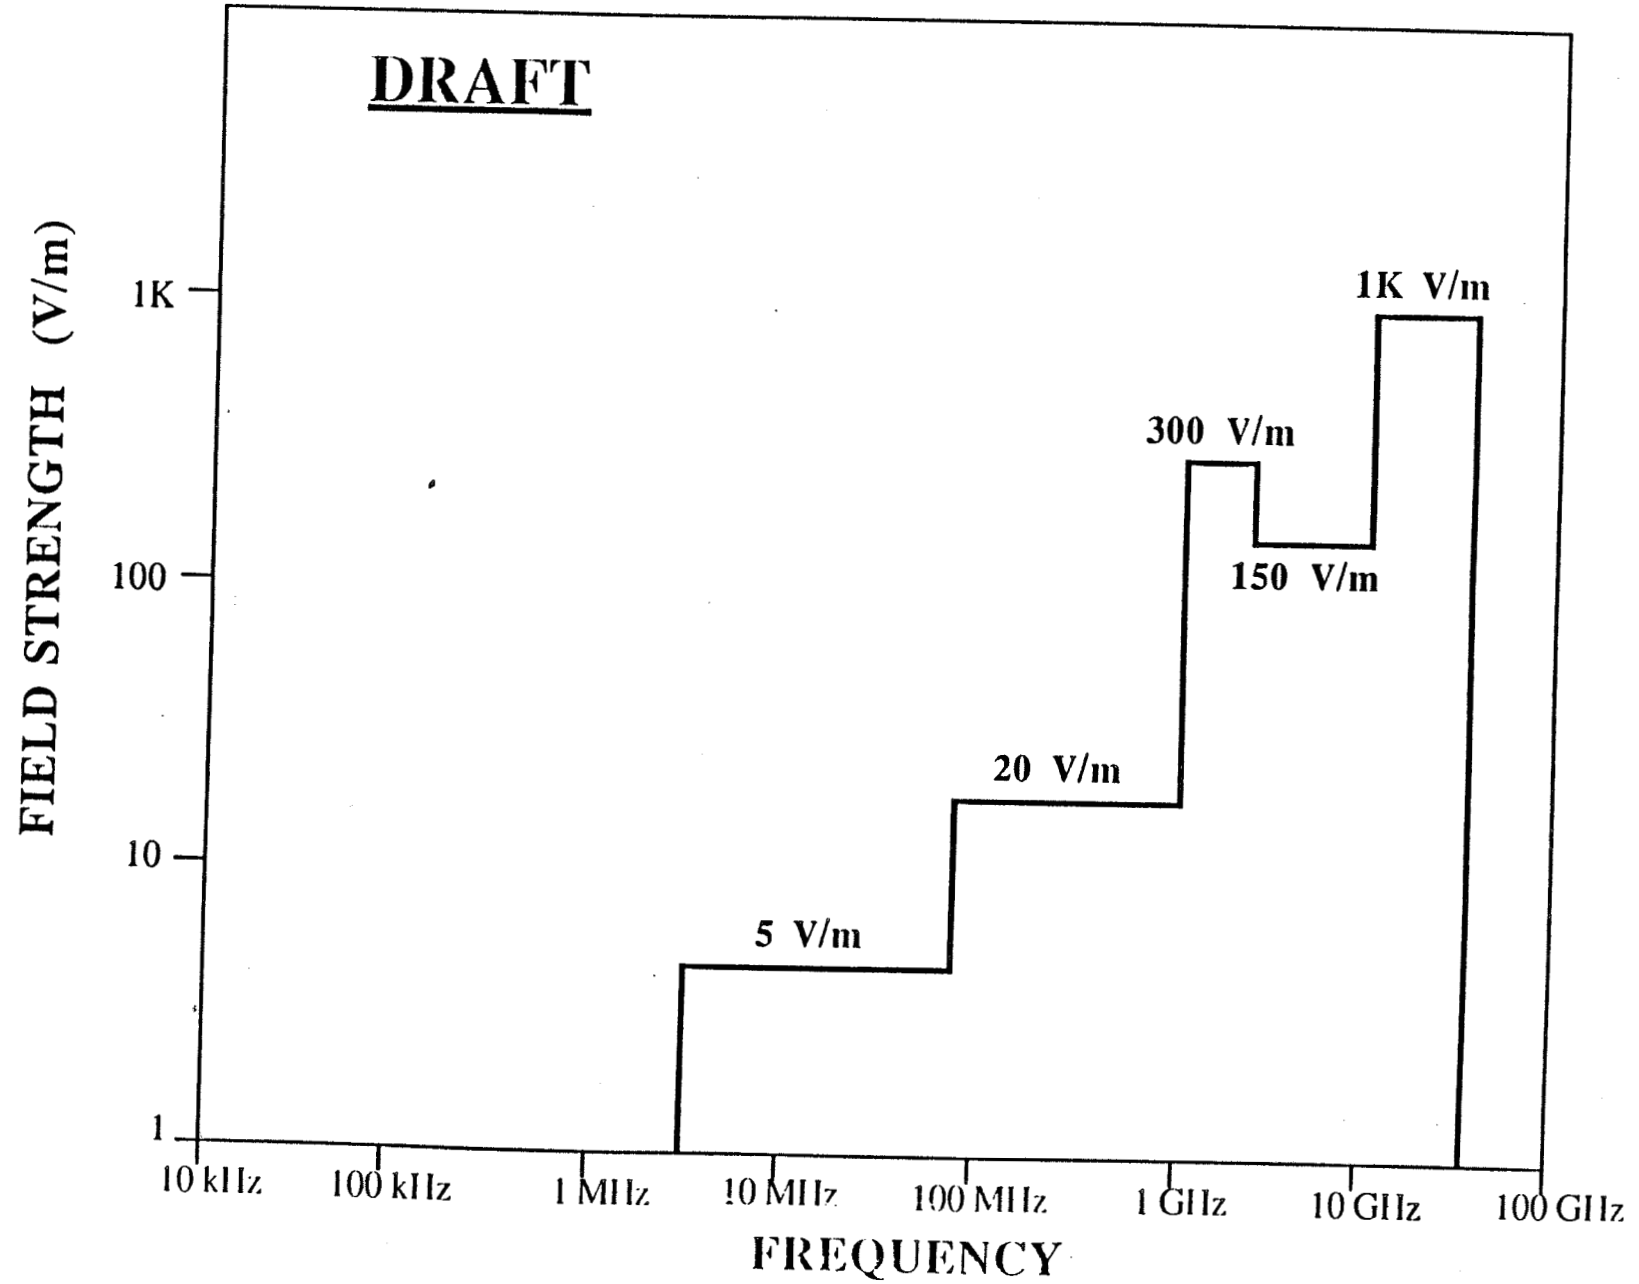 DRAFT
FIELD STRENGTH (V/m)
1K
100
10
1
1K V/m
300 V/m
150 V/m
20 V/m
5 V/m
10 kHz 100 kHz 1 MHz 10 MHz 100 MHz 1 GHz 10 GHz 100 GHz
FREQUENCY